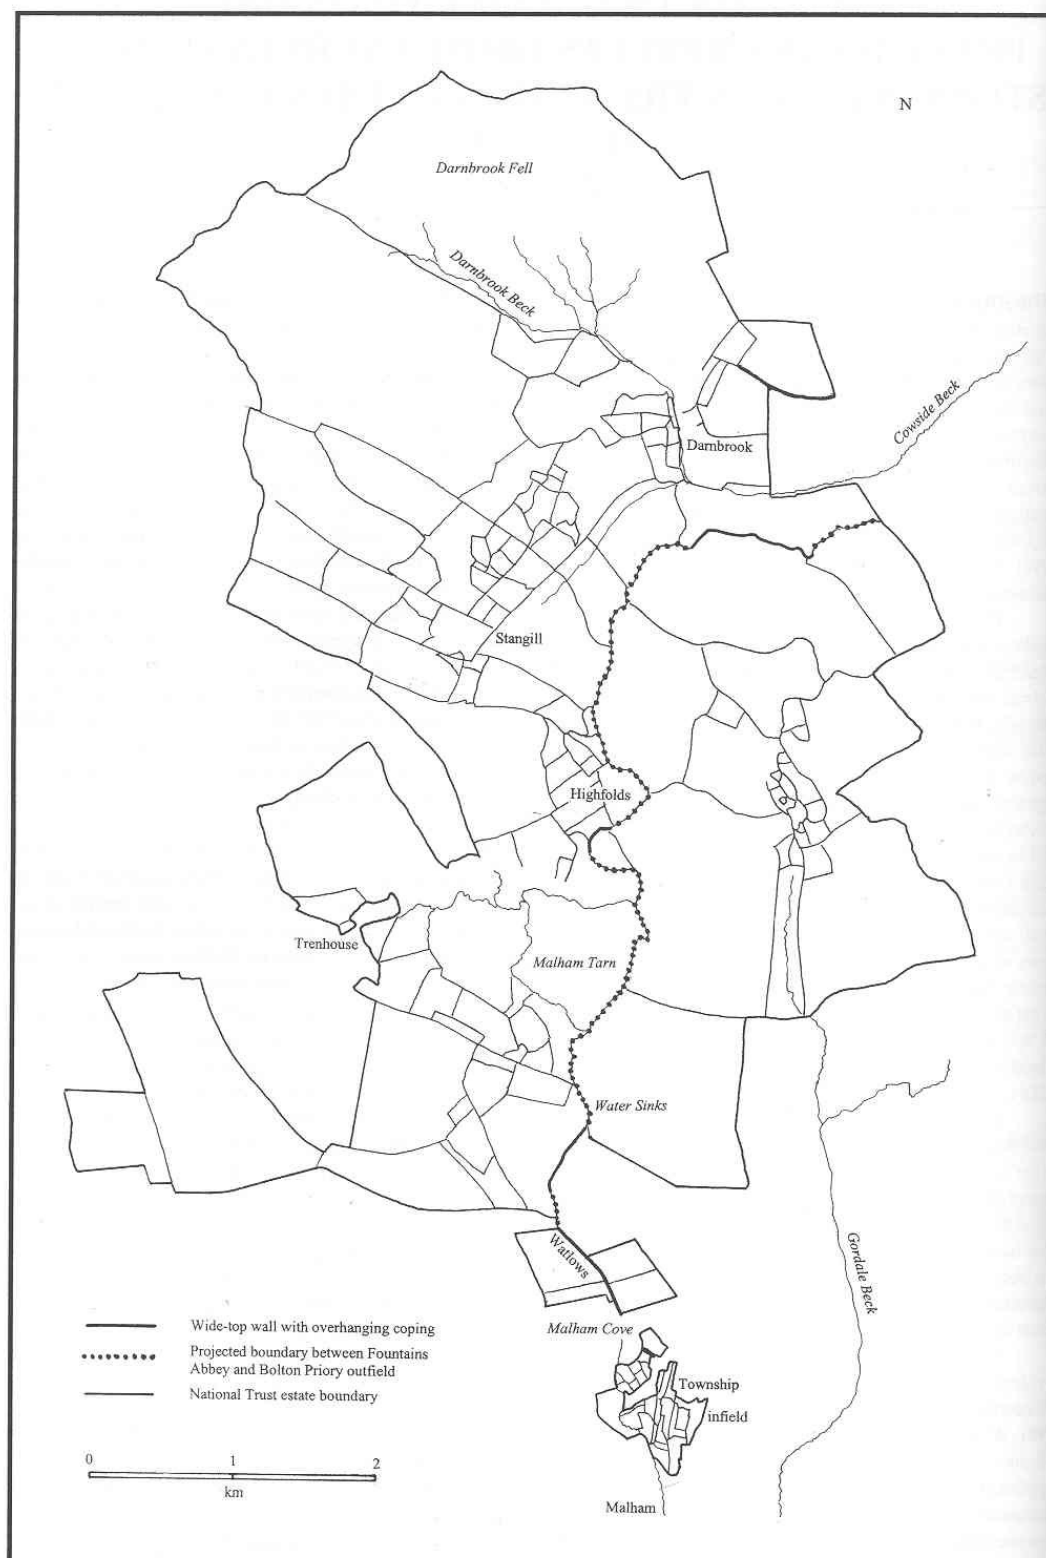 N
Darnbrook Fell
Darnbrook Beck
Cowside Beck
Darnbrook
Stangill
Highfolds
Trenhouse
Malham Tarn
Water Sinks
Watlows
Gordale Beck
Malham Cove
Township
infield
Malham
Wide-top wall with overhanging coping
Projected boundary between Fountains
Abbey and Bolton Priory outfield
National Trust estate boundary
0 1 2
km